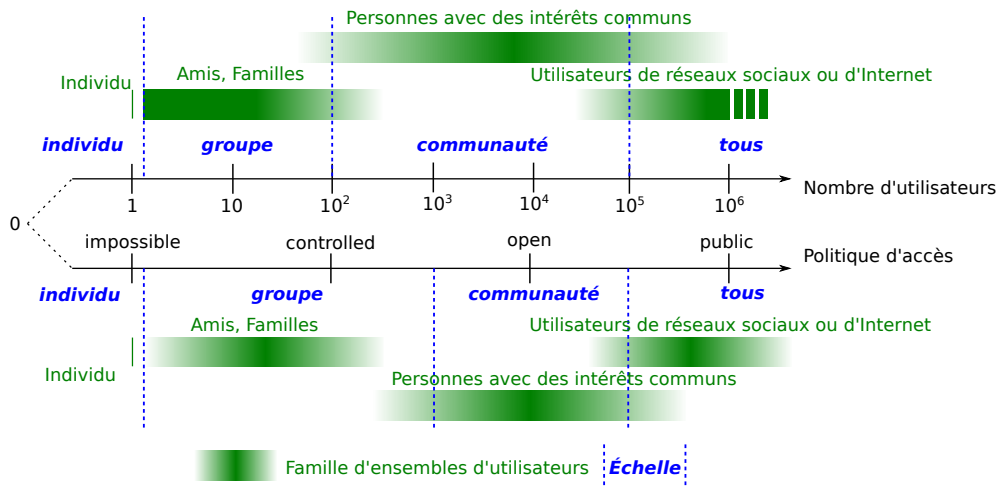 Personnes avec des intérêts communs
Individu
Amis, Familles
Utilisateurs de réseaux sociaux ou d'Internet
individu
groupe
communauté
tous
Nombre d'utilisateurs
1
10
10²
10³
10⁴
10⁵
10⁶
0
impossible
controlled
open
public
Politique d'accès
individu
groupe
communauté
tous
Amis, Familles
Utilisateurs de réseaux sociaux ou d'Internet
Individu
Personnes avec des intérêts communs
Famille d'ensembles d'utilisateurs
Échelle